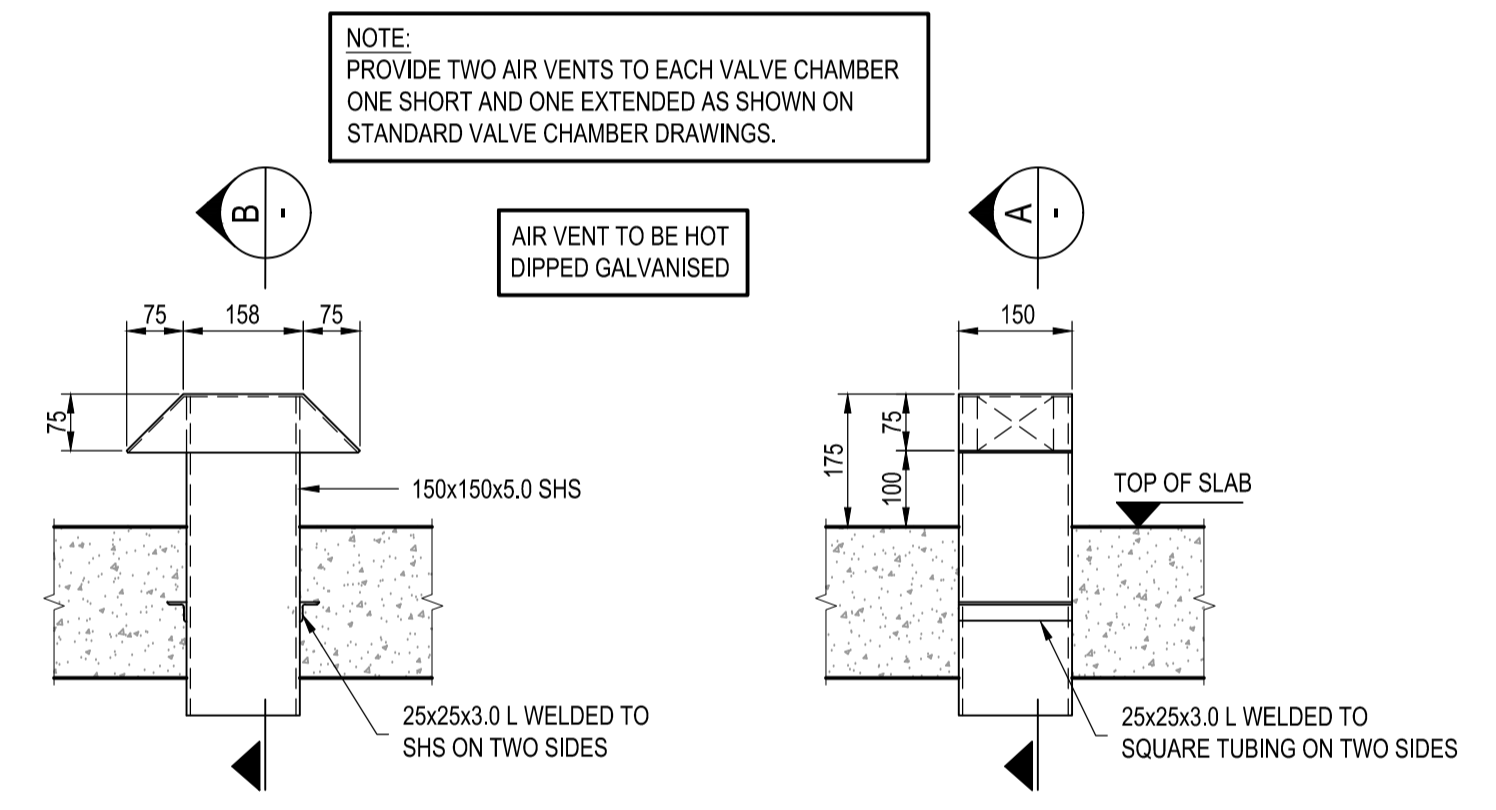 NOTE:
PROVIDE TWO AIR VENTS TO EACH VALVE CHAMBER
ONE SHORT AND ONE EXTENDED AS SHOWN ON
STANDARD VALVE CHAMBER DRAWINGS.
B -
A -
AIR VENT TO BE HOT
DIPPED GALVANISED
75 158 75
75
150x150x5.0 SHS
25x25x3.0 L WELDED TO
SHS ON TWO SIDES
150
175
75
100
TOP OF SLAB
25x25x3.0 L WELDED TO
SQUARE TUBING ON TWO SIDES